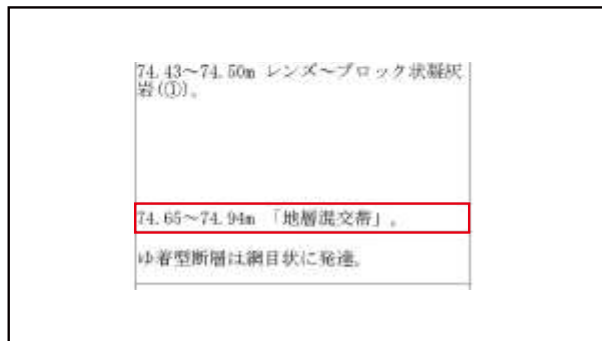 74.43～74.50m レンズ～ブロック状凝灰
岩(①)。
74.65～74.94m 「地層混交帯」。
ゆ着型断層は網目状に発達。